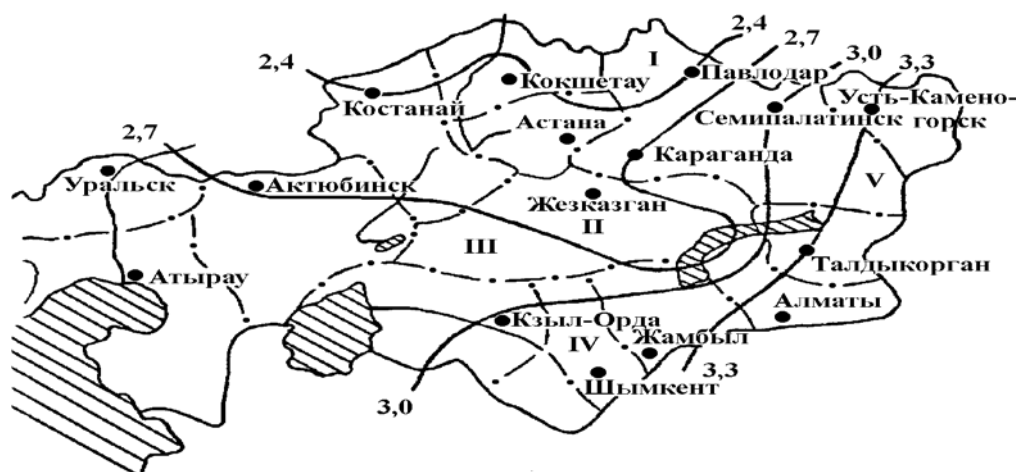 2,4
2,7
3,0
3,3
I
2,4
Кокшетау
Павлодар
Костанай
Семипалатинск
Усть-Камено-
горск
Астана
2,7
Караганда
Уральск
Актюбинск
V
Жезказган
II
III
Атырау
Талдыкорган
Алматы
Кзыл-Орда
IV
Жамбыл
Шымкент
3,3
3,0